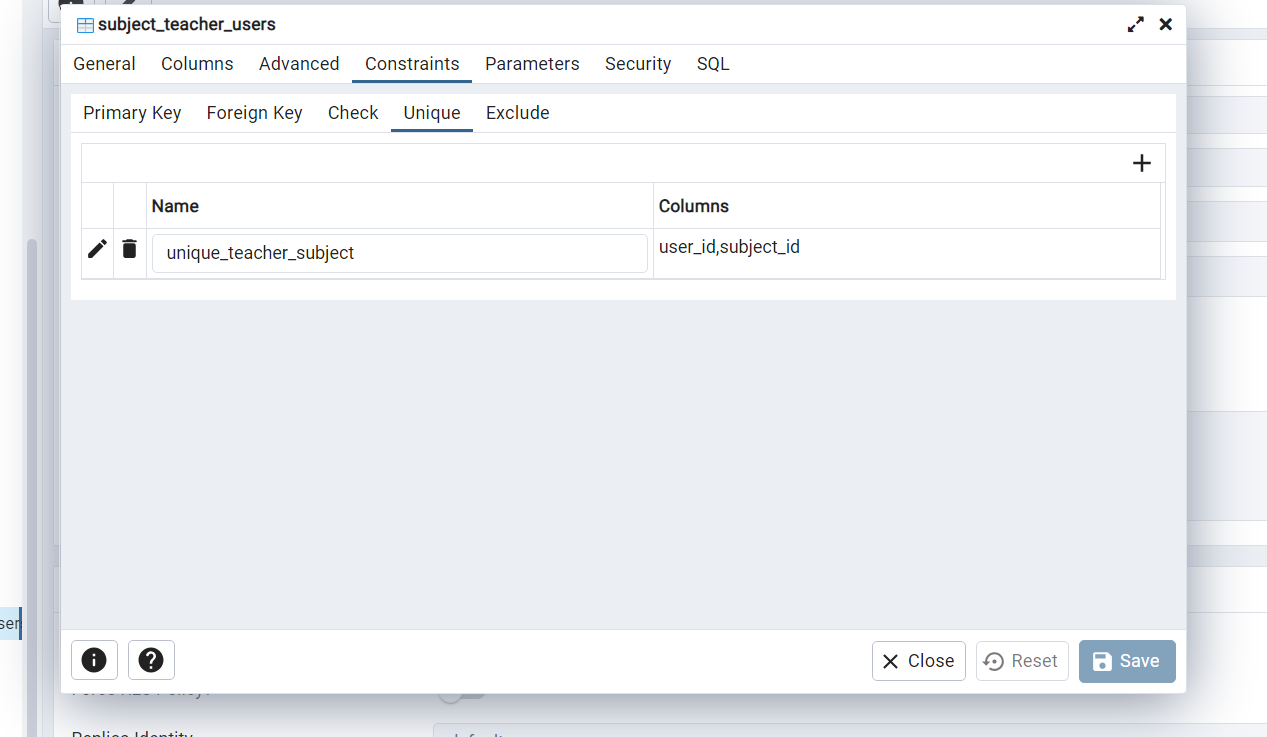 subject_teacher_users
General Columns Advanced Constraints Parameters Security SQL
Primary Key Foreign Key Check Unique Exclude
Name Columns
unique_teacher_subject user_id,subject_id
Close Reset Save
Replica Identity